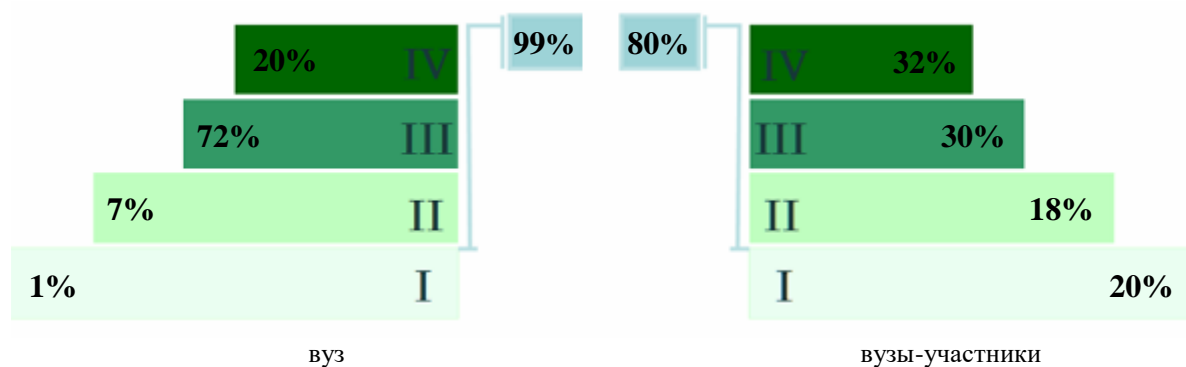 99% 80%
20% IV IV 32%
72% III III 30%
7% II II 18%
1% I I 20%
вуз вузы-участники